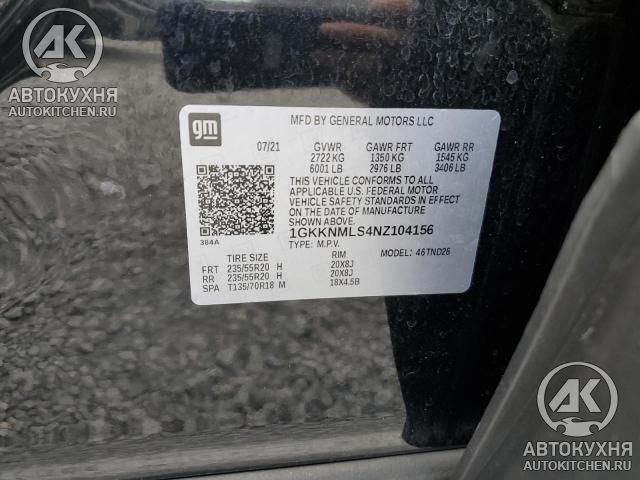 AK
АВТОКУХНЯ
AUTOKITCHEN.RU
gm
MFD BY GENERAL MOTORS LLC
07/21 GVWR GAWR FRT GAWR RR
2722 KG 1350 KG 1545 KG
6001 LB 2976 LB 3406 LB
THIS VEHICLE CONFORMS TO ALL
APPLICABLE U.S. FEDERAL MOTOR
VEHICLE SAFETY STANDARDS IN EFFECT
ON THE DATE OF MANUFACTURE
SHOWN ABOVE.
1GKKNMLS4NZ104156
384A TYPE: M.P.V. MODEL: 46TND26
TIRE SIZE RIM
FRT 235/55R20 H 20X8J
RR 235/55R20 H 20X8J
SPA T135/70R18 M 18X4.5B
AK
АВТОКУХНЯ
AUTOKITCHEN.RU